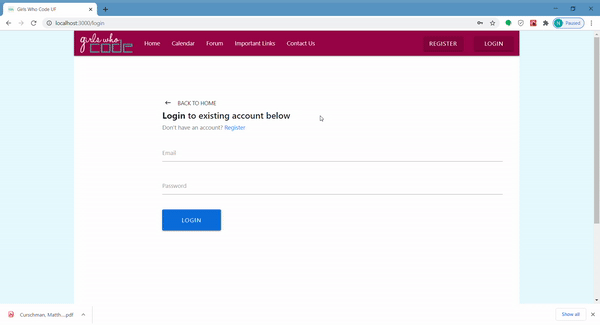 Girls Who Code UF
localhost:3000/login
Paused
girls who
CODE
Home
Calendar
Forum
Important Links
Contact Us
REGISTER
LOGIN
← BACK TO HOME
Login to existing account below
Don't have an account? Register
Email
Password
LOGIN
Curschman, Matth....pdf
Show all